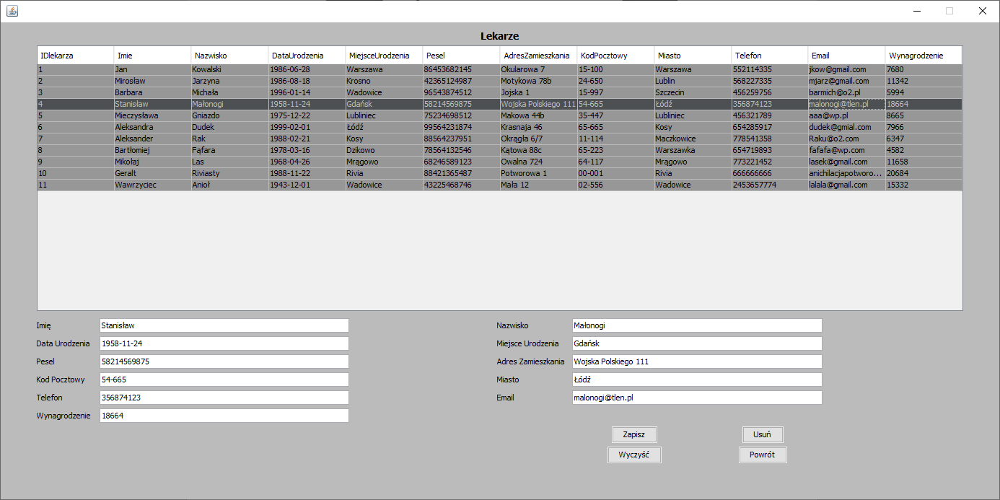 Lekarze
IDlekarza Imie Nazwisko DataUrodzenia MiejsceUrodzenia Pesel AdresZamieszkania KodPocztowy Miasto Telefon Email Wynagrodzenie
1 Jan Kowalski 1986-06-28 Warszawa 86453682145 Okularowa 7 15-100 Warszawa 552114335 jkow@gmail.com 7680
2 Mirosław Jarzyna 1986-08-18 Krosno 42365124987 Motykowa 78b 24-650 Lublin 568227335 mjarz@gmail.com 11342
3 Barbara Michała 1996-01-14 Wadowice 96543874512 Jojska 1 15-997 Szczecin 456259756 barmich@o2.pl 5994
4 Stanisław Małonogi 1958-11-24 Gdańsk 58214569875 Wojska Polskiego 111 54-665 Łódź 356874123 malonogi@tlen.pl 18664
5 Mieczysława Gniazdo 1975-12-22 Lubliniec 75234698512 Makowa 44b 35-447 Lubliniec 456321789 aaa@wp.pl 8665
6 Aleksandra Dudek 1999-02-01 Łódź 99564231874 Krasnaja 46 65-665 Kosy 654285917 dudek@gmial.com 7966
7 Aleksander Rak 1988-02-21 Kosy 88564237951 Okrągła 6/7 11-114 Maczkowice 778541358 Raku@o2.com 6347
8 Bartłomiej Fąfara 1978-03-16 Dzikowo 78564132546 Kątowa 88c 65-223 Warszawka 654719893 fafafa@wp.com 4582
9 Mikołaj Las 1968-04-26 Mrągowo 68246589123 Owalna 724 64-117 Mrągowo 773221452 lasek@gmail.com 11658
10 Geralt Riviasty 1988-11-22 Rivia 88421365487 Potworowa 1 00-001 Rivia 666666666 anichilacjapotworo... 20684
11 Wawrzyciec Anioł 1943-12-01 Wadowice 43225468746 Mała 12 02-556 Wadowice 2453657774 lalala@gmail.com 15332
Imię Stanisław Nazwisko Małonogi
Data Urodzenia 1958-11-24 Miejsce Urodzenia Gdańsk
Pesel 58214569875 Adres Zamieszkania Wojska Polskiego 111
Kod Pocztowy 54-665 Miasto Łódź
Telefon 356874123 Email malonogi@tlen.pl
Wynagrodzenie 18664
Zapisz Usuń
Wyczyść Powrót